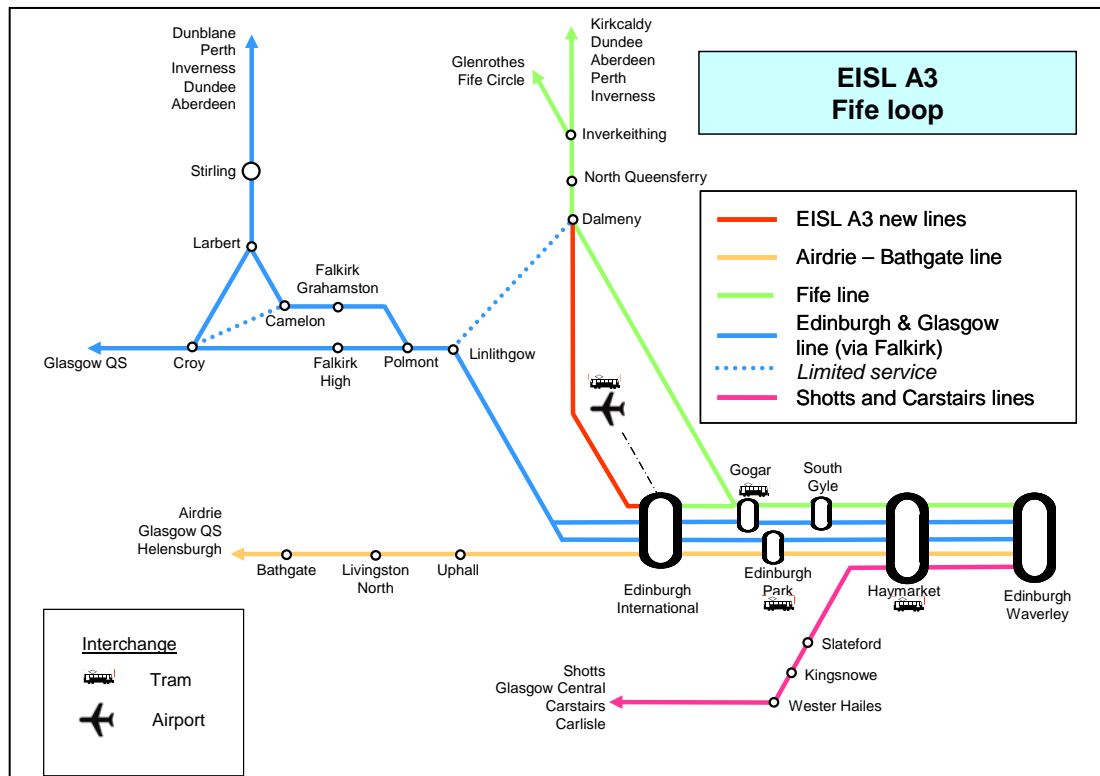 Dunblane
Perth
Inverness
Dundee
Aberdeen
Kirkcaldy
Dundee
Aberdeen
Perth
Inverness
Glenrothes
Fife Circle
EISL A3
Fife loop
Inverkeithing
Stirling
North Queensferry
Dalmeny
Larbert
Falkirk
Grahamston
Camelon
Glasgow QS
Croy
Falkirk
High
Polmont
Linlithgow
EISL A3 new lines
Airdrie – Bathgate line
Fife line
Edinburgh & Glasgow
line (via Falkirk)
Limited service
Shotts and Carstairs lines
Gogar
South
Gyle
Airdrie
Glasgow QS
Helensburgh
Bathgate
Livingston
North
Uphall
Edinburgh
International
Edinburgh
Park
Haymarket
Edinburgh
Waverley
Slateford
Kingsnowe
Wester Hailes
Shotts
Glasgow Central
Carstairs
Carlisle
Interchange
Tram
Airport